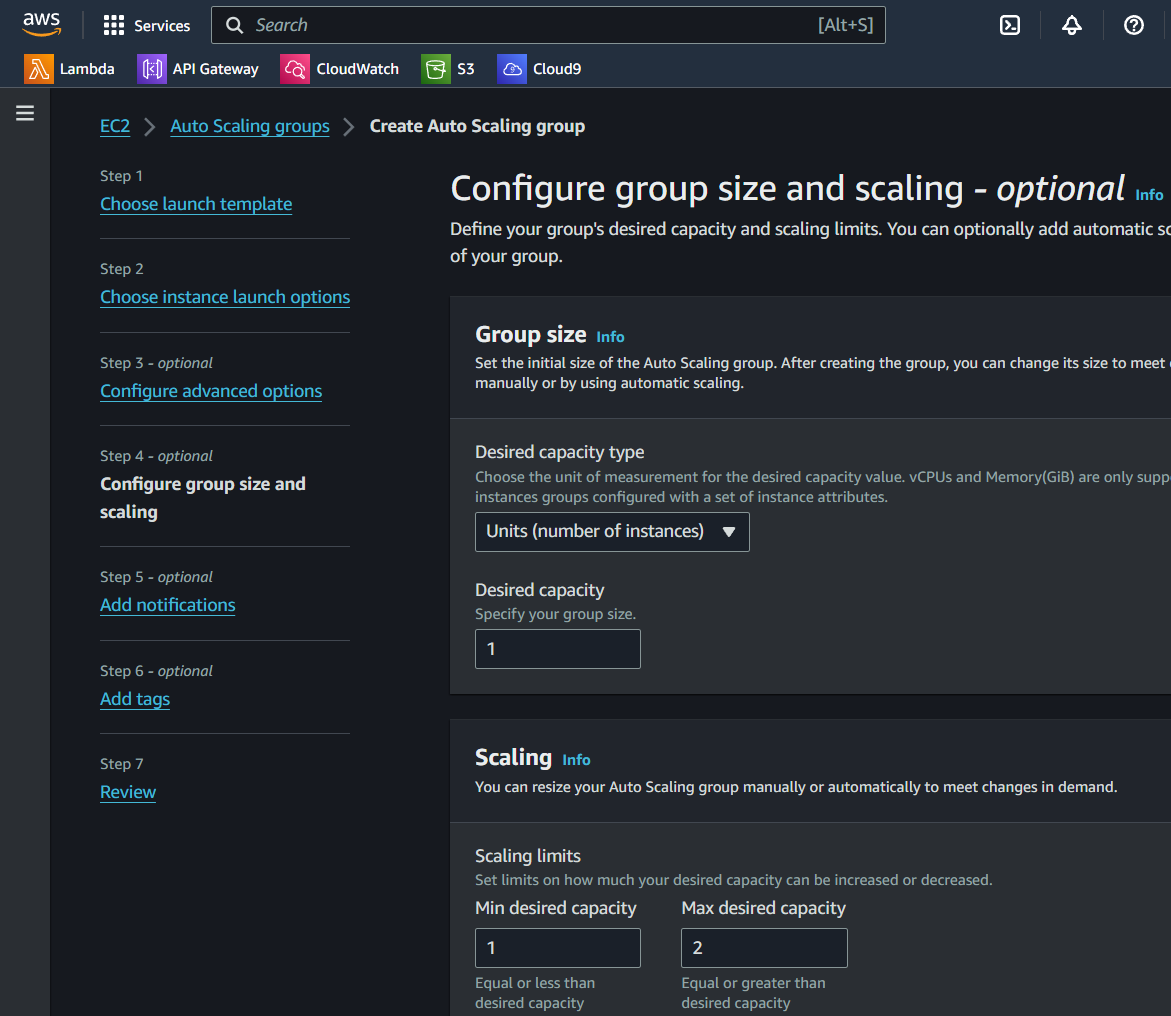 aws
Services
Search
[Alt+S]
Lambda
API Gateway
CloudWatch
S3
Cloud9
EC2
Auto Scaling groups
Create Auto Scaling group
Step 1
Choose launch template
Step 2
Choose instance launch options
Step 3 - optional
Configure advanced options
Step 4 - optional
Configure group size and
scaling
Step 5 - optional
Add notifications
Step 6 - optional
Add tags
Step 7
Review
Configure group size and scaling - optional Info
Define your group's desired capacity and scaling limits. You can optionally add automatic
of your group.
Group size Info
Set the initial size of the Auto Scaling group. After creating the group, you can change its size to meet
manually or by using automatic scaling.
Desired capacity type
Choose the unit of measurement for the desired capacity value. vCPUs and Memory(GiB) are only
instances groups configured with a set of instance attributes.
Units (number of instances)
Desired capacity
Specify your group size.
1
Scaling Info
You can resize your Auto Scaling group manually or automatically to meet changes in demand.
Scaling limits
Set limits on how much your desired capacity can be increased or decreased.
Min desired capacity
Max desired capacity
1
2
Equal or less than
desired capacity
Equal or greater than
desired capacity